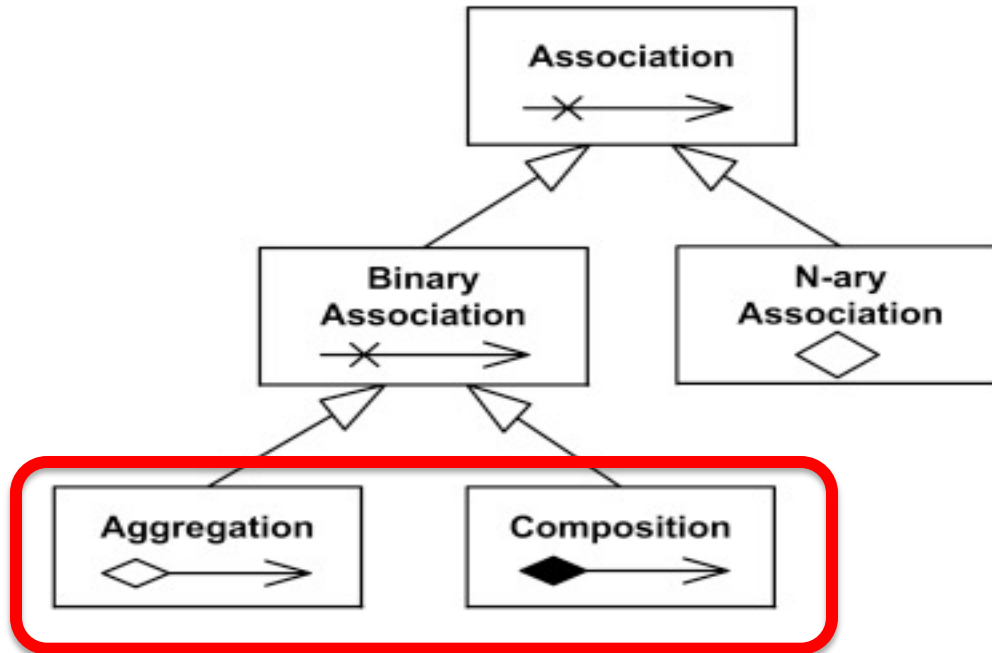 Association
Binary
Association
N-ary
Association
Aggregation
Composition